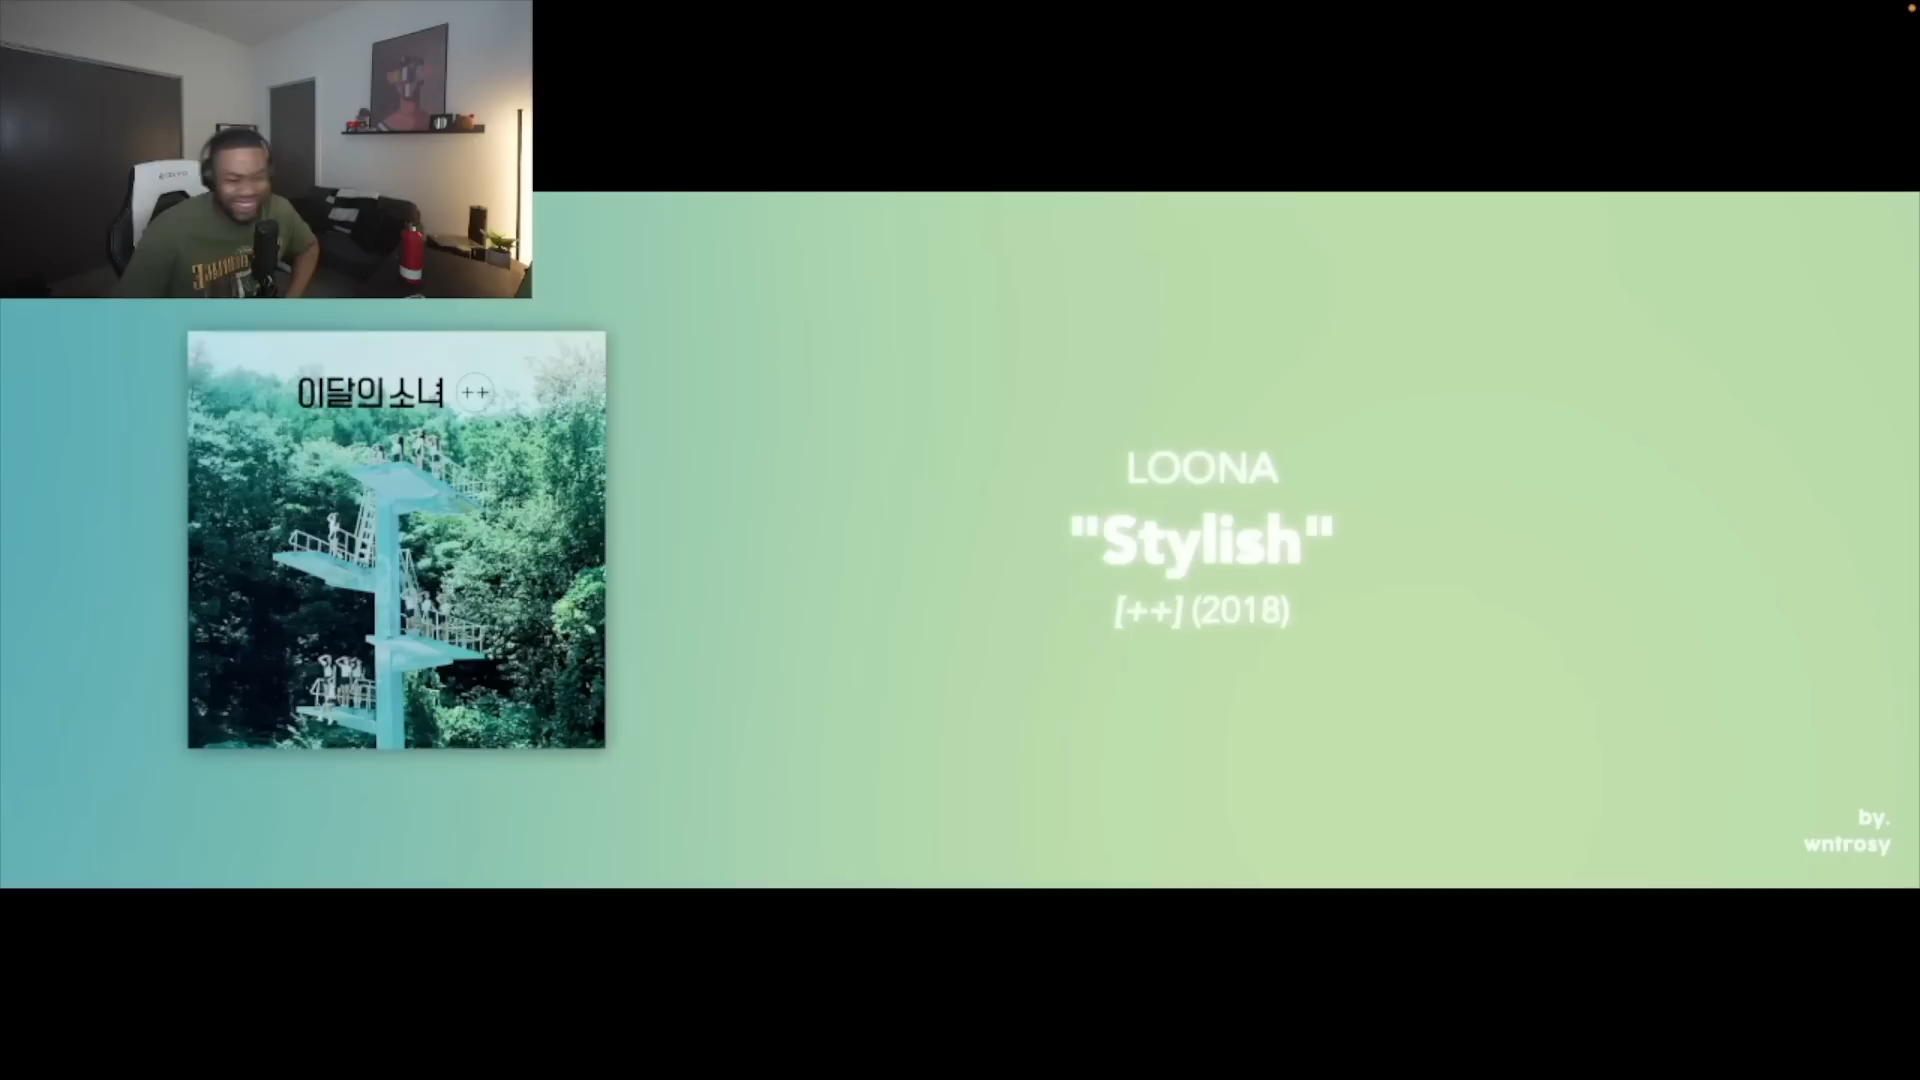 이달의 소녀 ++
LOONA
"Stylish"
[++] (2018)
by.
wntrosy